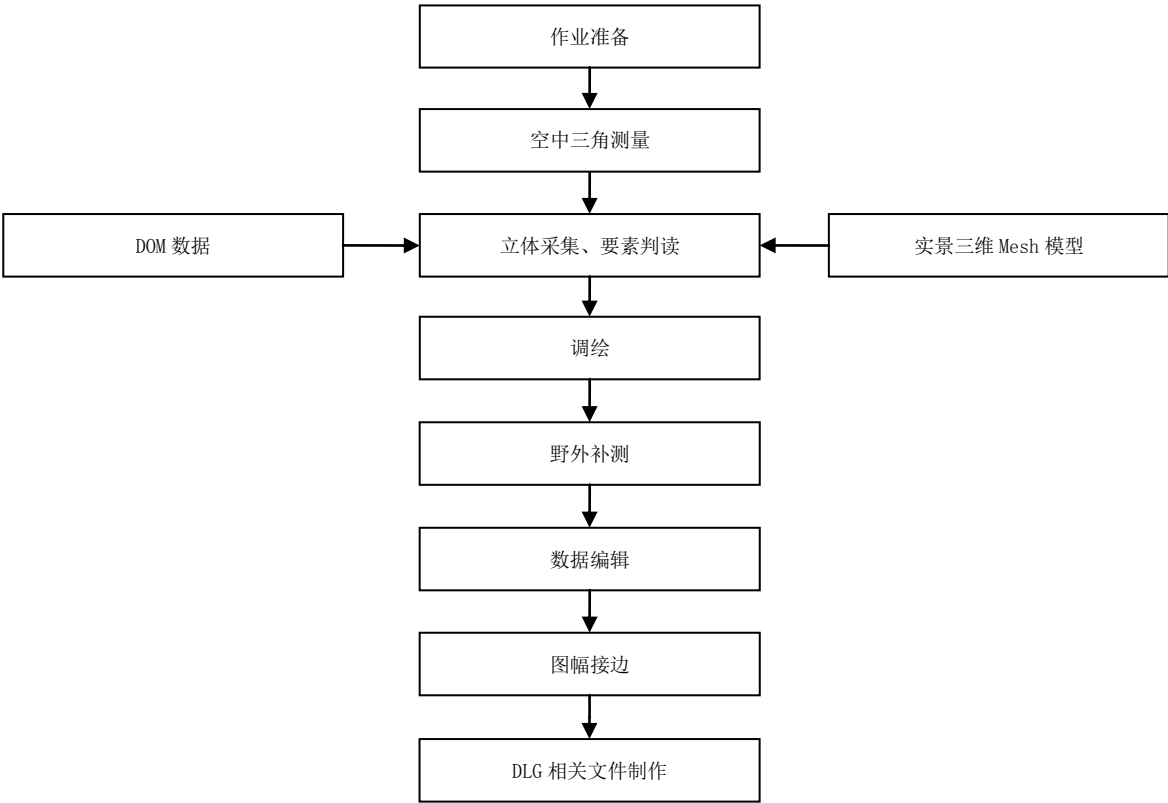 作业准备
空中三角测量
DOM 数据
立体采集、要素判读
实景三维 Mesh 模型
调绘
野外补测
数据编辑
图幅接边
DLG 相关文件制作